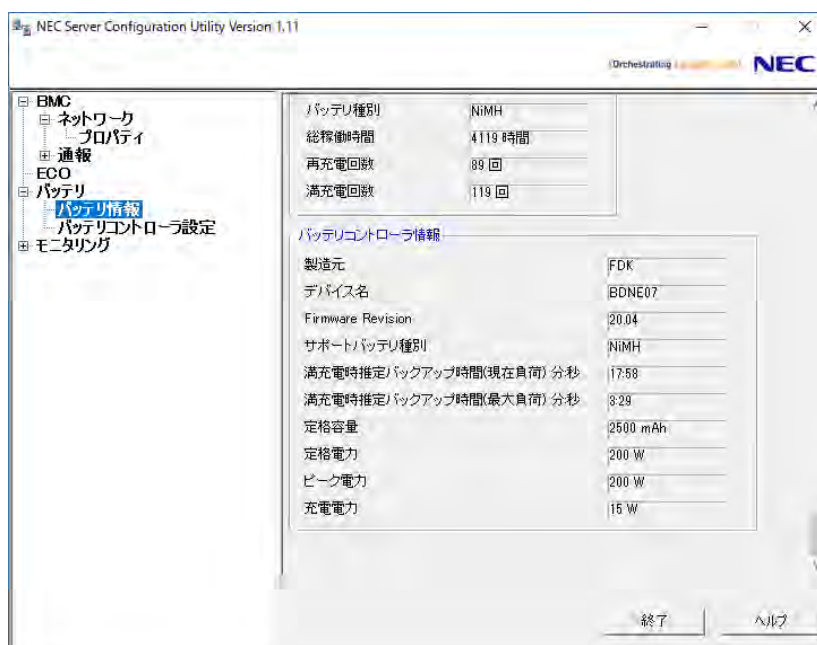 NEC Server Configuration Utility Version 1.11
Orchestrating
NEC
BMC
ネットワーク
プロパティ
通報
ECO
バッテリ
バッテリ情報
バッテリコントローラ設定
モニタリング
バッテリ種別 NiMH
総稼働時間 4119 時間
再充電回数 89 回
満充電回数 119 回
バッテリコントローラ情報
製造元 FDK
デバイス名 BDNE07
Firmware Revision 20.04
サポートバッテリ種別 NiMH
満充電時推定バックアップ時間(現在負荷) 分:秒 17:58
満充電時推定バックアップ時間(最大負荷) 分:秒 3:29
定格容量 2500 mAh
定格電力 200 W
ピーク電力 200 W
充電電力 15 W
終了
ヘルプ